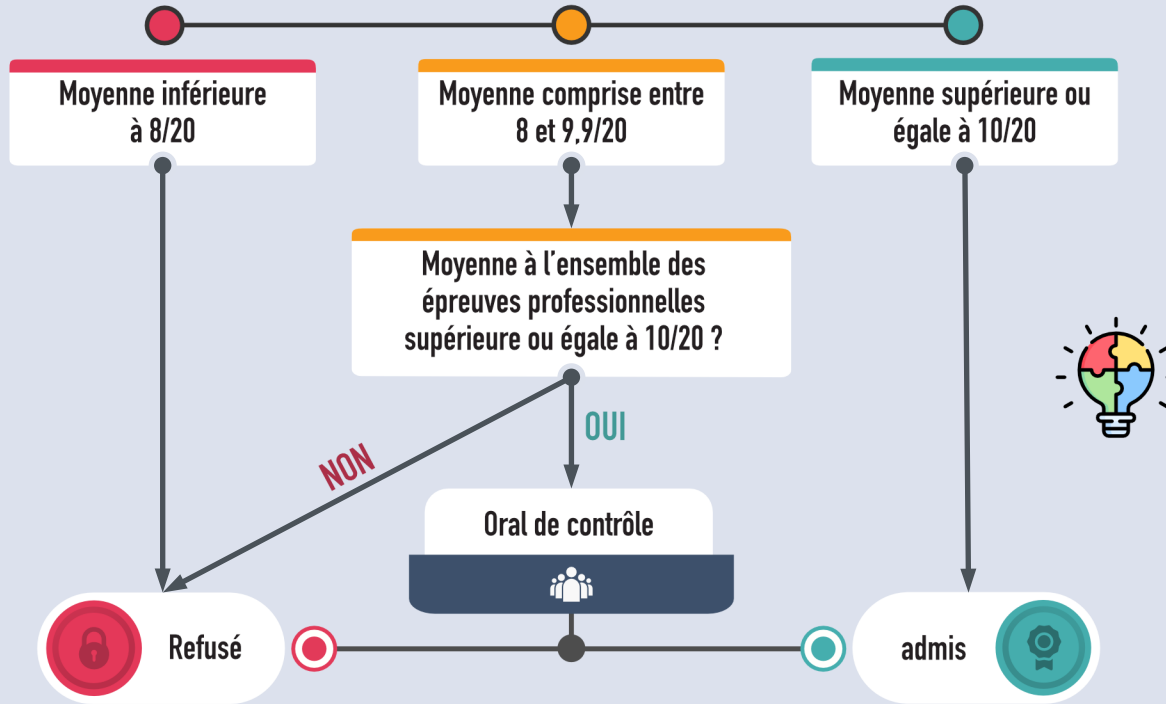 Moyenne inférieure
à 8/20
Moyenne comprise entre
8 et 9,9/20
Moyenne supérieure ou
égale à 10/20
Moyenne à l'ensemble des
épreuves professionnelles
supérieure ou égale à 10/20 ?
NON
OUI
Oral de contrôle
Refusé
admis